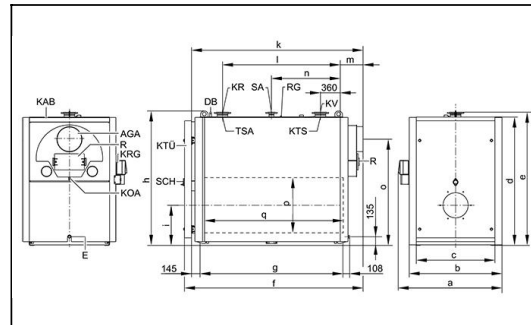 k
l
m
n
KR
SA
RG
360
KV
KAB
DB
TSA
KTS
AGA
R
KRG
KOA
E
KTÜ
SCH
h
i
q
p
R
o
135
145
g
108
f
d
e
c
b
a